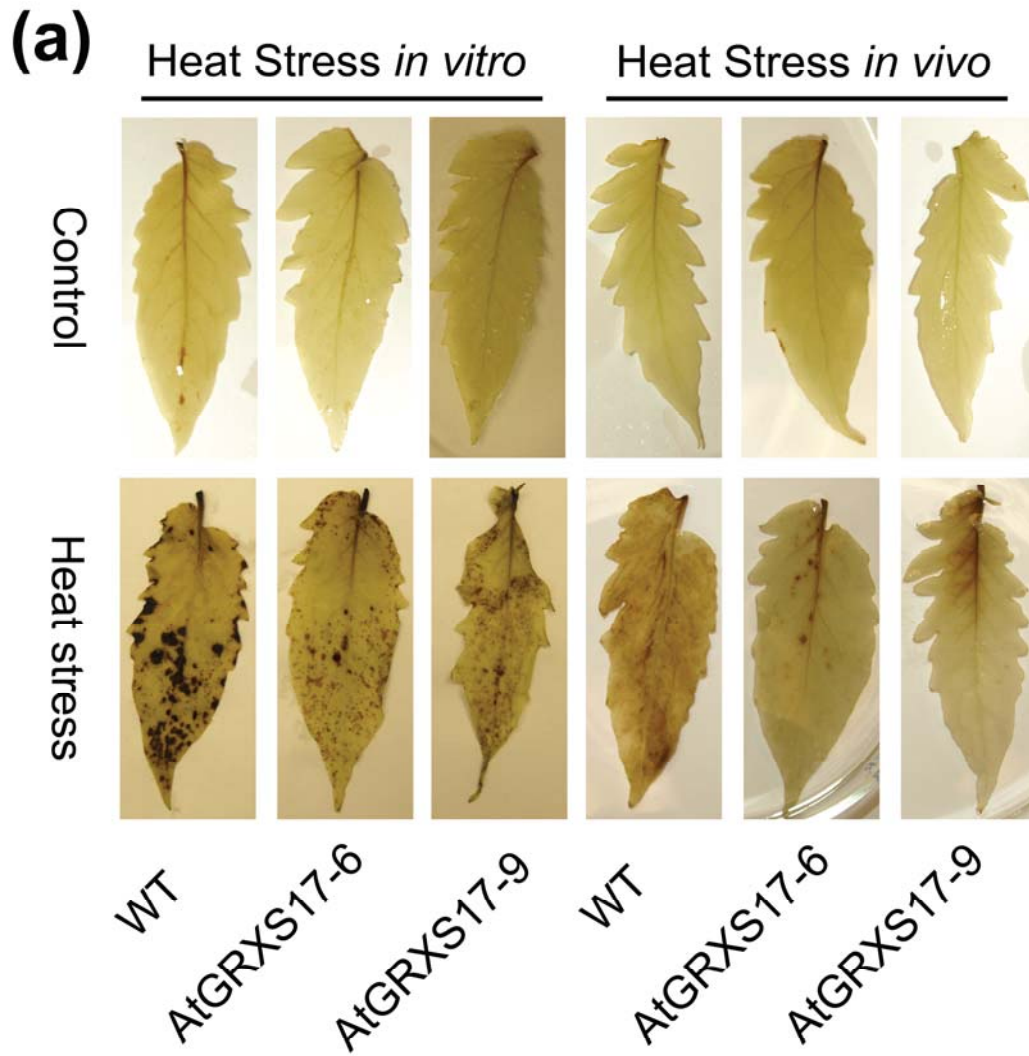 (a)
Heat Stress in vitro
Heat Stress in vivo
Control
Heat stress
WT
AtGRXS17-6
AtGRXS17-9
WT
AtGRXS17-6
AtGRXS17-9